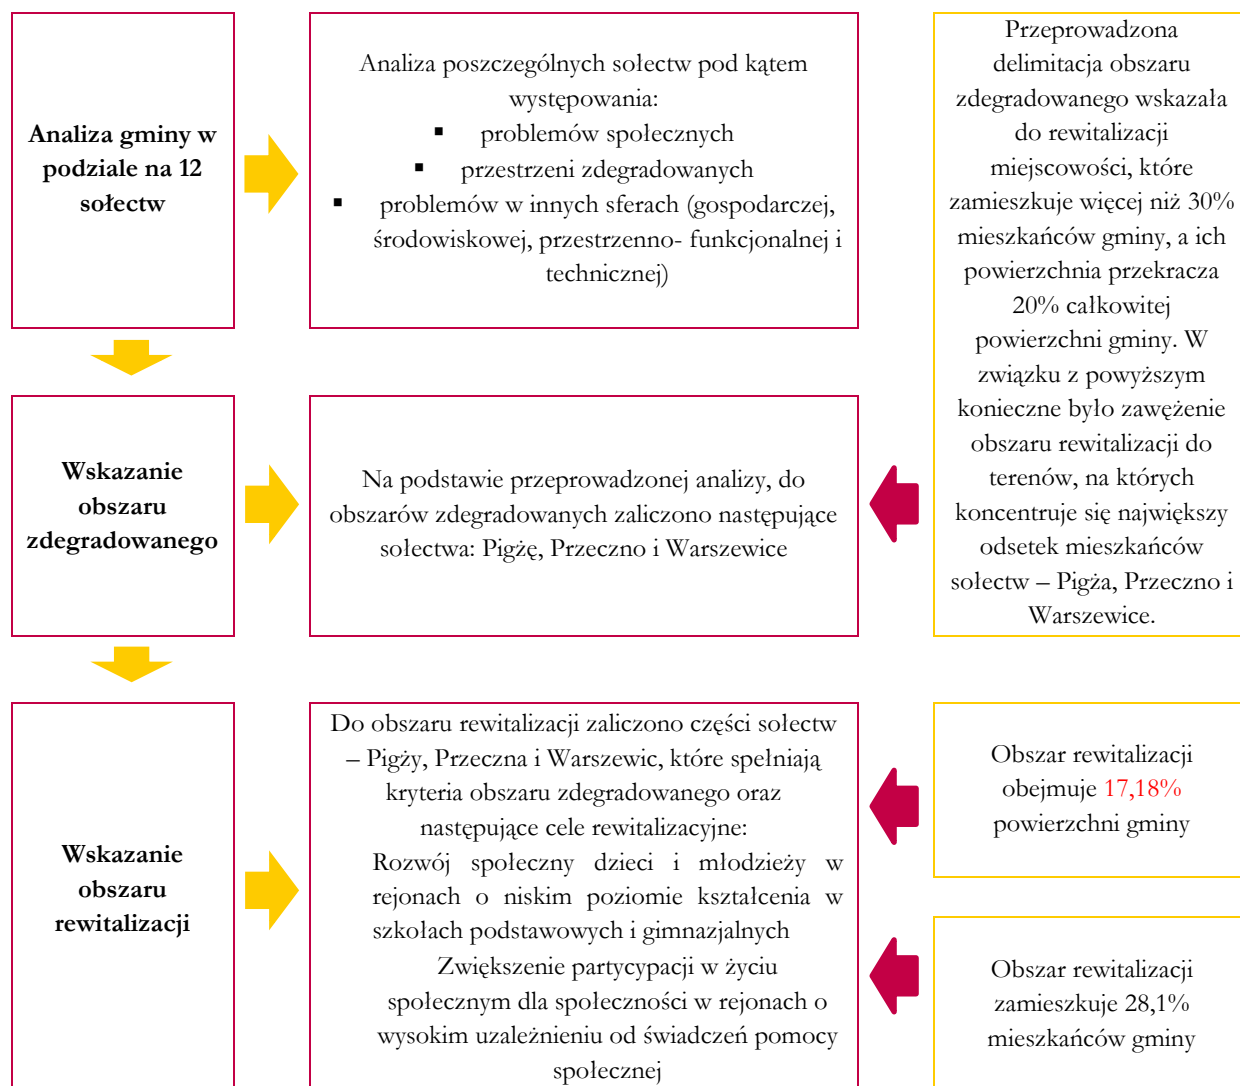 Analiza gminy w
podziale na 12
sołectw
Analiza poszczególnych sołectw pod kątem
występowania:
▪ problemów społecznych
▪ przestrzeni zdegradowanych
▪ problemów w innych sferach (gospodarczej,
środowiskowej, przestrzenno- funkcjonalnej i
technicznej)
Przeprowadzona
delimitacja obszaru
zdegradowanego wskazała
do rewitalizacji
miejscowości, które
zamieszkuje więcej niż 30%
mieszkańców gminy, a ich
powierzchnia przekracza
20% całkowitej
powierzchni gminy. W
związku z powyższym
konieczne było zawężenie
obszaru rewitalizacji do
terenów, na których
koncentruje się największy
odsetek mieszkańców
sołectw – Pigża, Przeczno i
Warszewice.
Wskazanie
obszaru
zdegradowanego
Na podstawie przeprowadzonej analizy, do
obszarów zdegradowanych zaliczono następujące
sołectwa: Pigżę, Przeczno i Warszewice
Wskazanie
obszaru
rewitalizacji
Do obszaru rewitalizacji zaliczono części sołectw
– Pigży, Przeczna i Warszewic, które spełniają
kryteria obszaru zdegradowanego oraz
następujące cele rewitalizacyjne:
Rozwój społeczny dzieci i młodzieży w
rejonach o niskim poziomie kształcenia w
szkołach podstawowych i gimnazjalnych
Zwiększenie partycypacji w życiu
społecznym dla społeczności w rejonach o
wysokim uzależnieniu od świadczeń pomocy
społecznej
Obszar rewitalizacji
obejmuje 17,18%
powierzchni gminy
Obszar rewitalizacji
zamieszkuje 28,1%
mieszkańców gminy